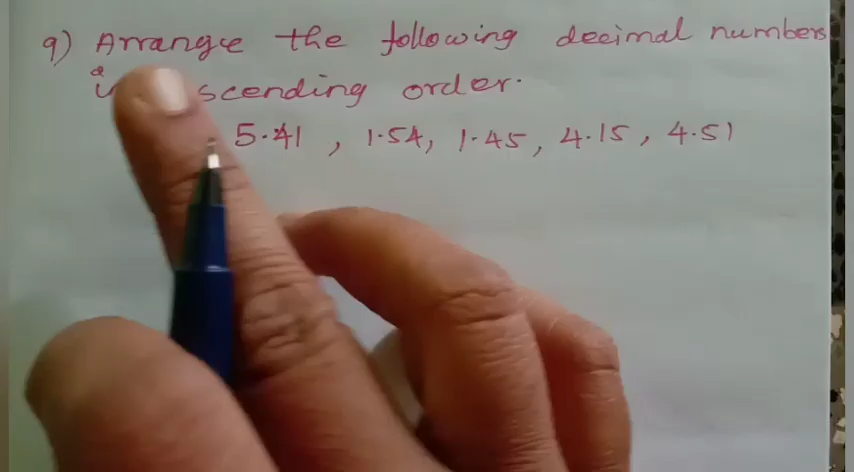 9) Arrange the following decimal numbers
scending order.
5.41, 1.54, 1.45, 4.15, 4.51